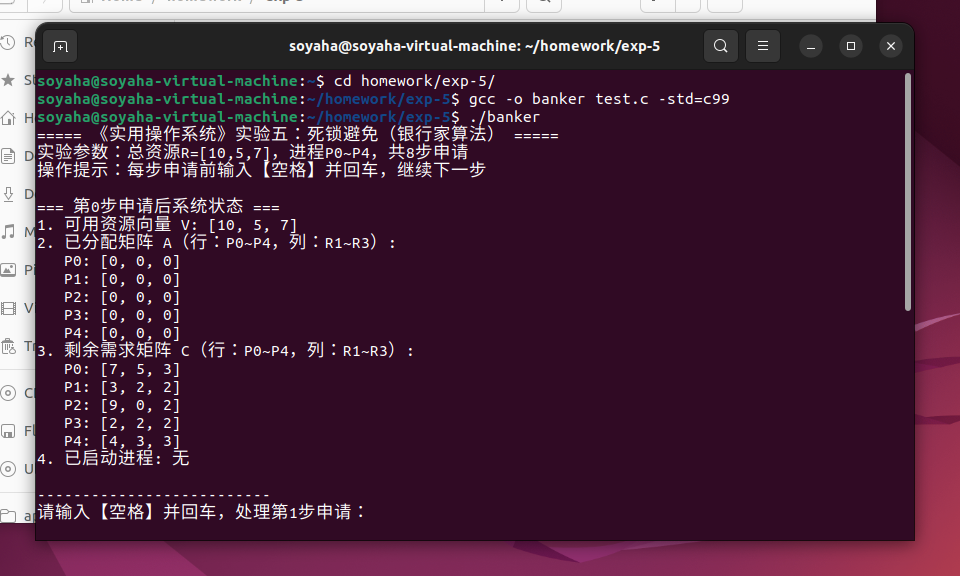 soyaha@soyaha-virtual-machine: ~/homework/exp-5
soyaha@soyaha-virtual-machine:~$ cd homework/exp-5/
soyaha@soyaha-virtual-machine:~/homework/exp-5$ gcc -o banker test.c -std=c99
soyaha@soyaha-virtual-machine:~/homework/exp-5$ ./banker
===== 《实用操作系统》实验五：死锁避免（银行家算法） =====
实验参数：总资源R=[10,5,7]，进程P0~P4，共8步申请
操作提示：每步申请前输入【空格】并回车，继续下一步
=== 第0步申请后系统状态 ===
1. 可用资源向量 V: [10, 5, 7]
2. 已分配矩阵 A（行：P0~P4，列：R1~R3）:
P0: [0, 0, 0]
P1: [0, 0, 0]
P2: [0, 0, 0]
P3: [0, 0, 0]
P4: [0, 0, 0]
3. 剩余需求矩阵 C（行：P0~P4，列：R1~R3）:
P0: [7, 5, 3]
P1: [3, 2, 2]
P2: [9, 0, 2]
P3: [2, 2, 2]
P4: [4, 3, 3]
4. 已启动进程: 无
--------------------------
请输入【空格】并回车，处理第1步申请：